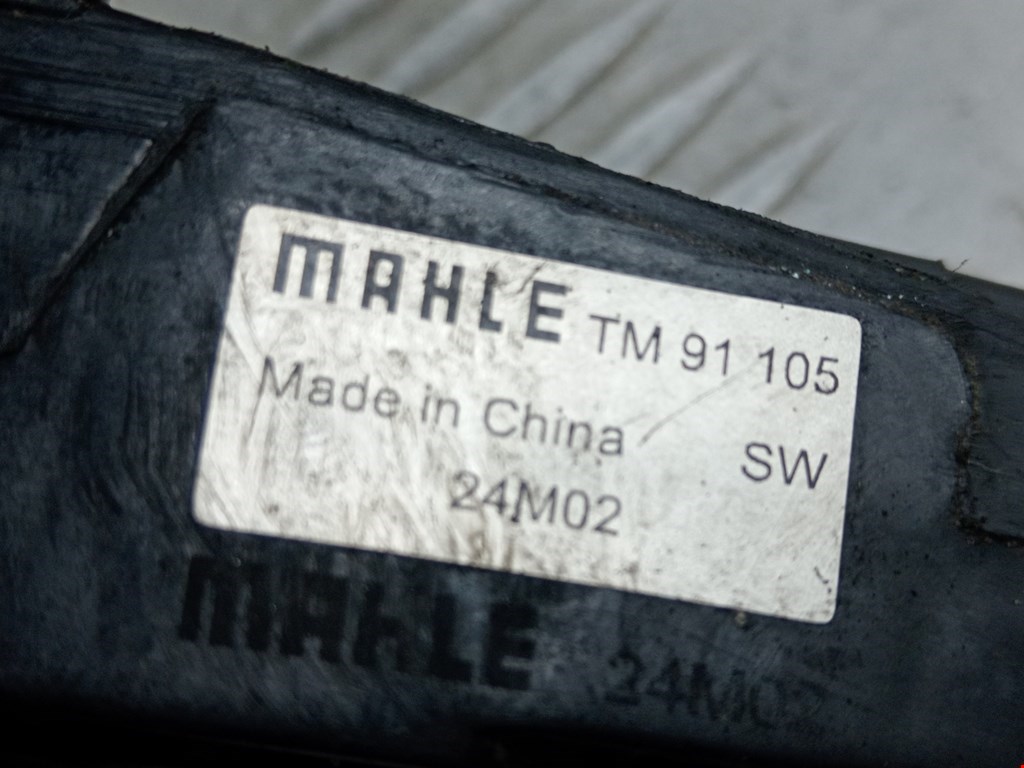 MAHLE TM 91 105
Made in China
SW
24M02
MAHLE 24M02